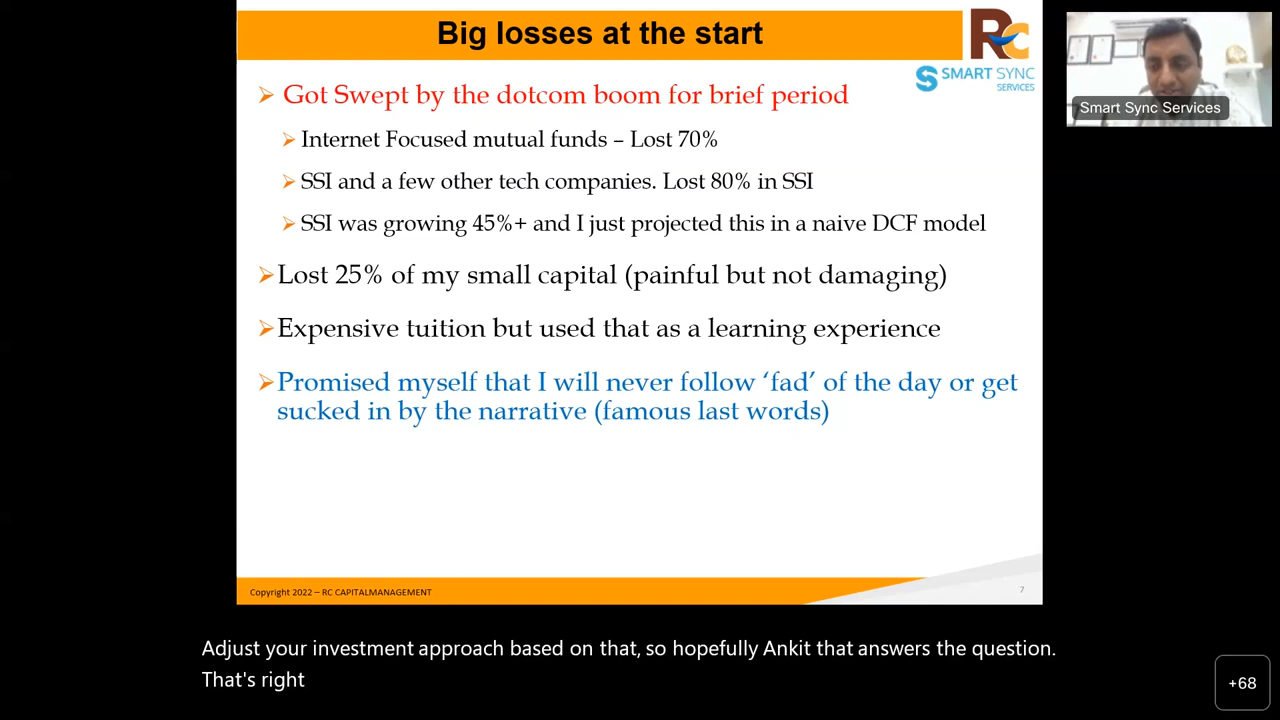 Big losses at the start
Rc
SMART SYNC
SERVICES
Smart Sync Services
➢ Got Swept by the dotcom boom for brief period
➢ Internet Focused mutual funds – Lost 70%
➢ SSI and a few other tech companies. Lost 80% in SSI
➢ SSI was growing 45%+ and I just projected this in a naive DCF model
➢ Lost 25% of my small capital (painful but not damaging)
➢ Expensive tuition but used that as a learning experience
➢ Promised myself that I will never follow ‘fad’ of the day or get
sucked in by the narrative (famous last words)
Copyright 2022 – RC CAPITALMANAGEMENT
7
Adjust your investment approach based on that, so hopefully Ankit that answers the question.
That's right
+68